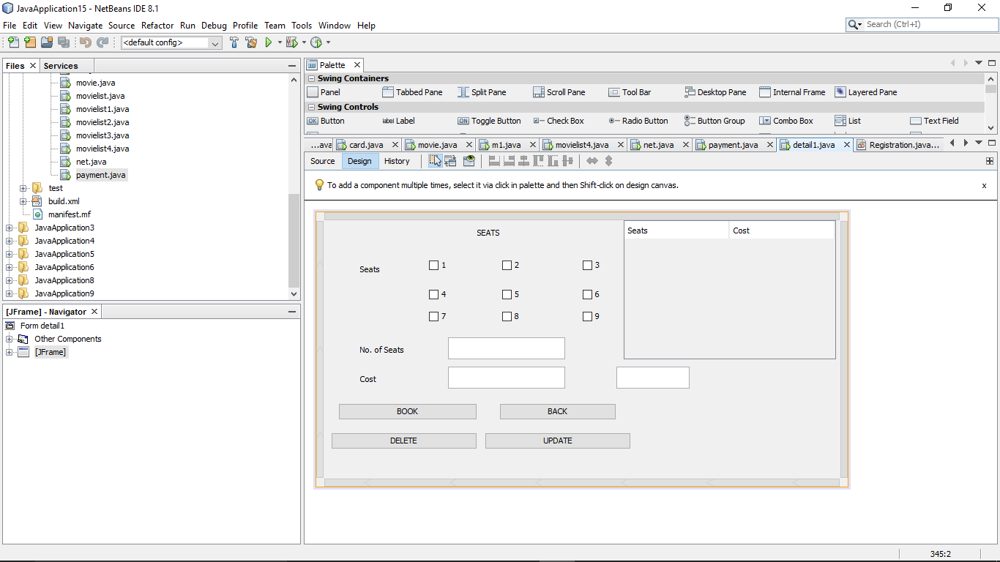 JavaApplication15 - NetBeans IDE 8.1
File Edit View Navigate Source Refactor Run Debug Profile Team Tools Window Help
Search (Ctrl+I)
<default config>
Files Services
movie.java
movielist.java
movielist1.java
movielist2.java
movielist3.java
movielist4.java
net.java
payment.java
test
build.xml
manifest.mf
JavaApplication3
JavaApplication4
JavaApplication5
JavaApplication6
JavaApplication8
JavaApplication9
[JFrame] - Navigator
Form detail1
Other Components
[JFrame]
Palette
Swing Containers
Panel Tabbed Pane Split Pane Scroll Pane Tool Bar Desktop Pane Internal Frame Layered Pane
Swing Controls
OK Button label Label ON Toggle Button Check Box Radio Button Button Group Combo Box List Text Field
...ava card.java movie.java m1.java movielist4.java net.java payment.java detail1.java Registration.java...
Source Design History
To add a component multiple times, select it via click in palette and then Shift-click on design canvas. x
SEATS
Seats Cost
Seats 1 2 3
4 5 6
7 8 9
No. of Seats
Cost
BOOK BACK
DELETE UPDATE
345:2